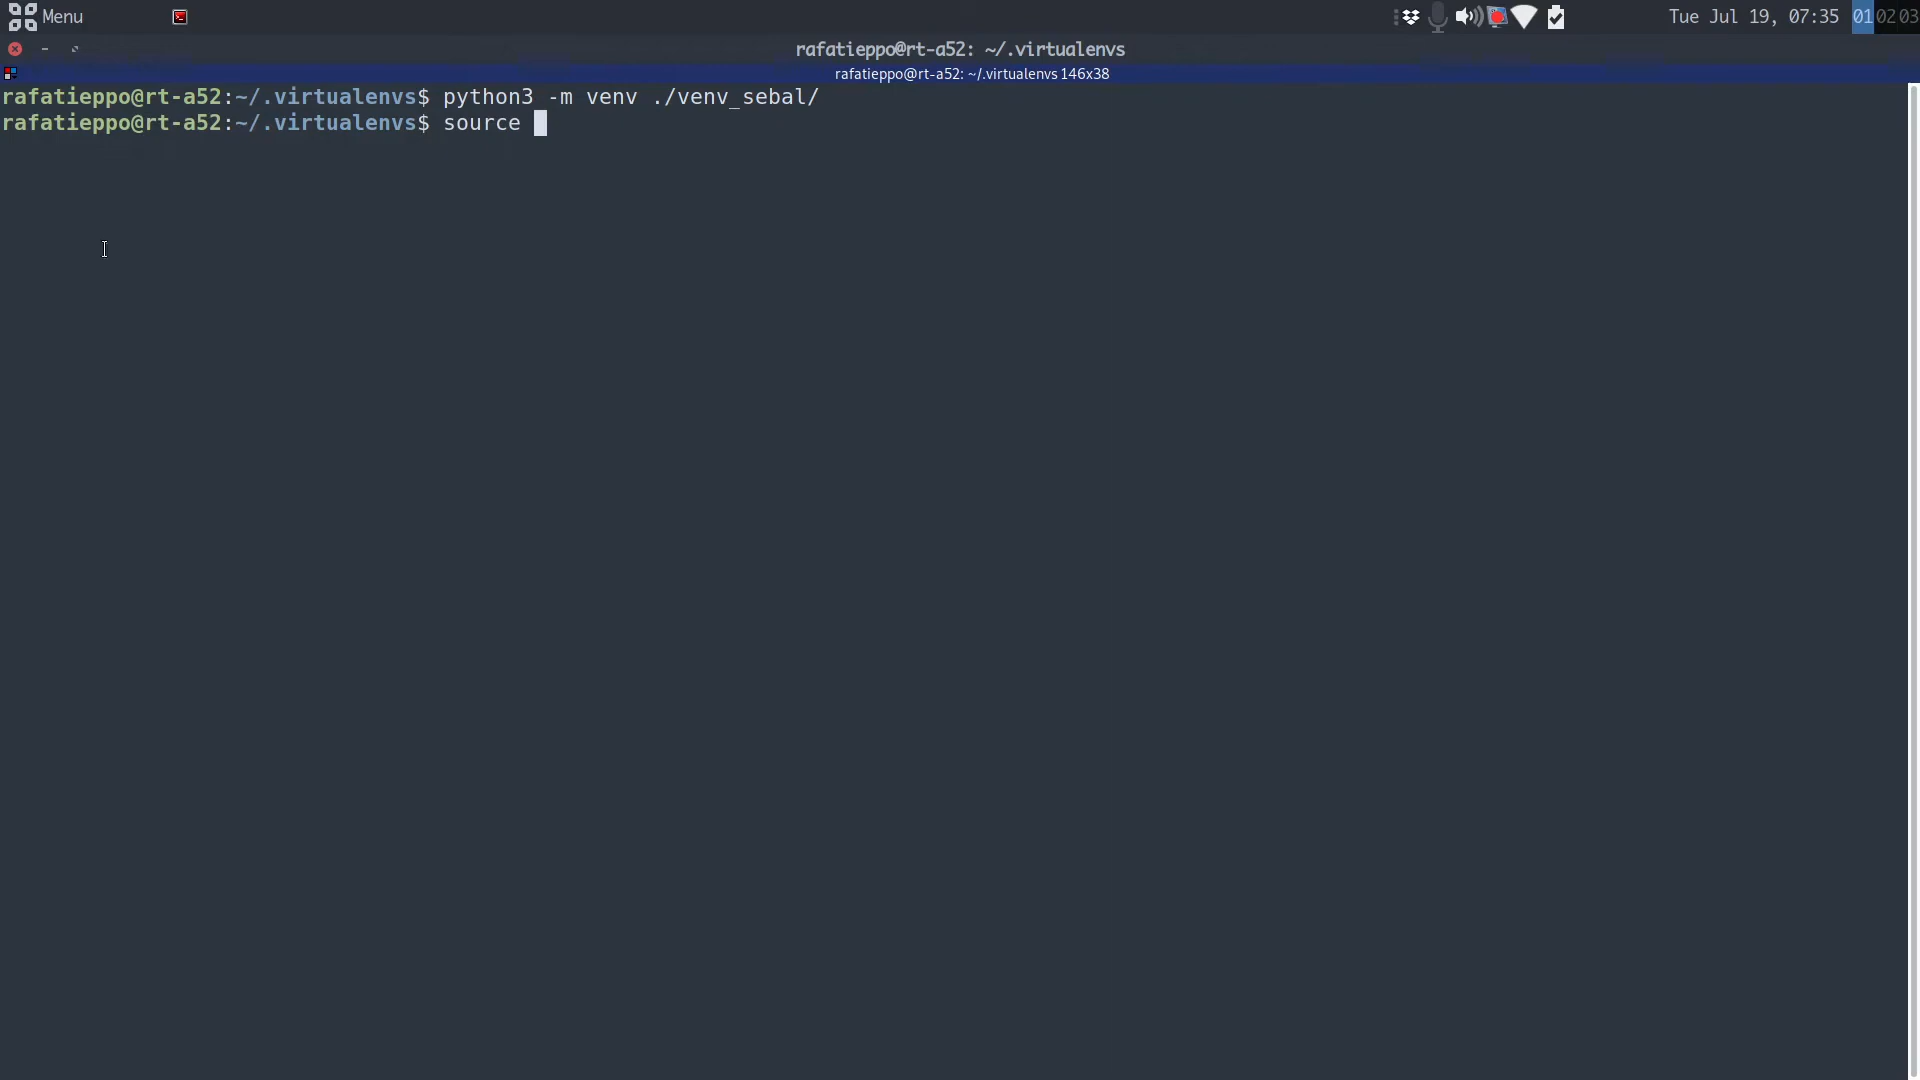 Menu
Tue Jul 19, 07:35 01 02 03
rafatieppo@rt-a52: ~/.virtualenvs
rafatieppo@rt-a52: ~/.virtualenvs 146x38
rafatieppo@rt-a52:~/.virtualenvs$ python3 -m venv ./venv_sebal/
rafatieppo@rt-a52:~/.virtualenvs$ source